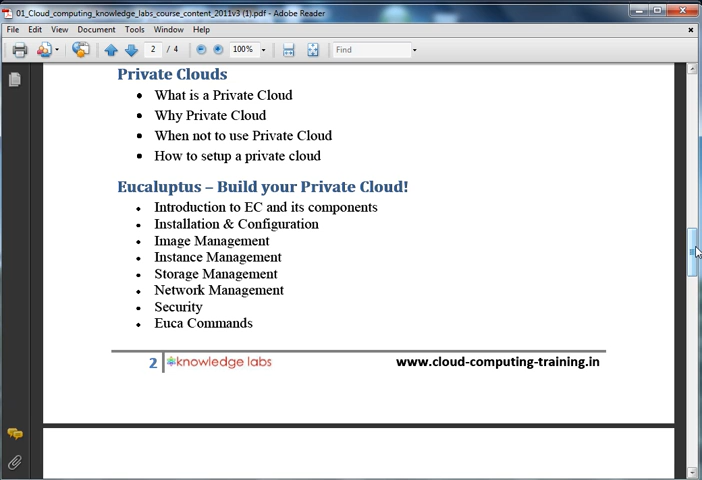 01_Cloud_computing_knowledge_labs_course_content_2011v3 (1).pdf - Adobe Reader
File Edit View Document Tools Window Help
2 / 4 100% Find
Private Clouds
• What is a Private Cloud
• Why Private Cloud
• When not to use Private Cloud
• How to setup a private cloud
Eucaluptus – Build your Private Cloud!
• Introduction to EC and its components
• Installation & Configuration
• Image Management
• Instance Management
• Storage Management
• Network Management
• Security
• Euca Commands
2 knowledge labs www.cloud-computing-training.in